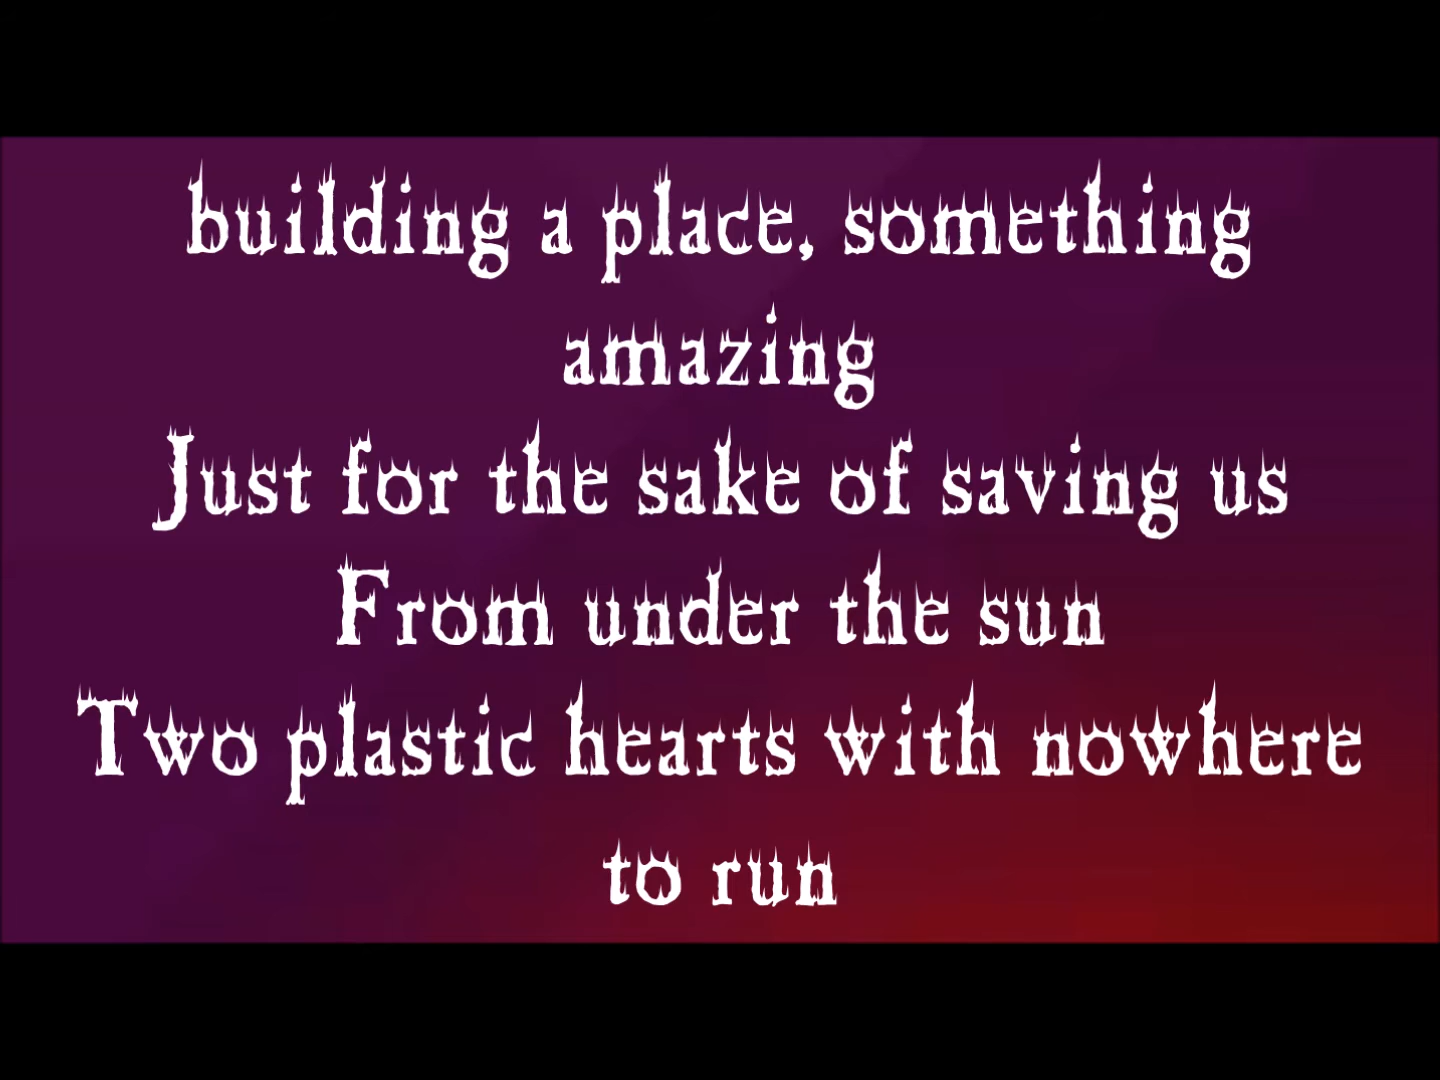 building a place, something
amazing
Just for the sake of saving us
From under the sun
Two plastic hearts with nowhere
to run